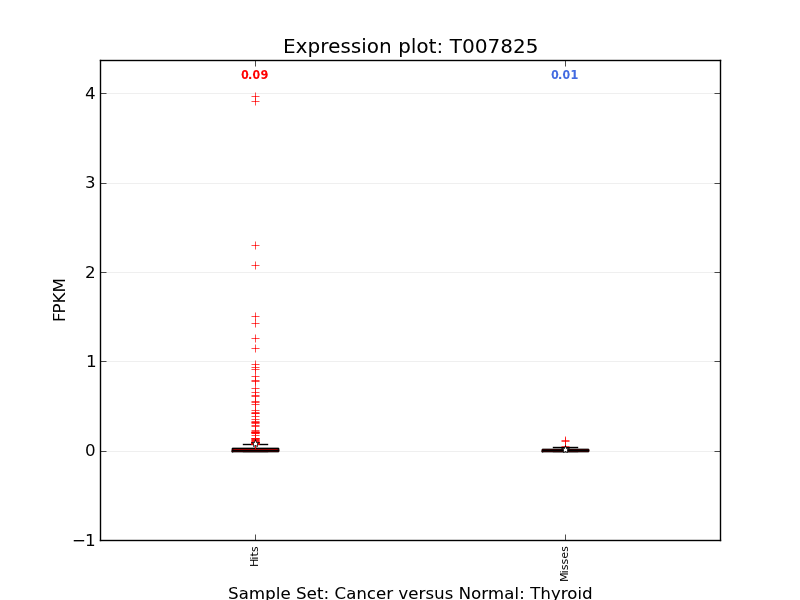 Expression plot: T007825
0.09
0.01
4
3
2
1
0
−1
FPKM
Hits
Misses
Sample Set: Cancer versus Normal: Thyroid